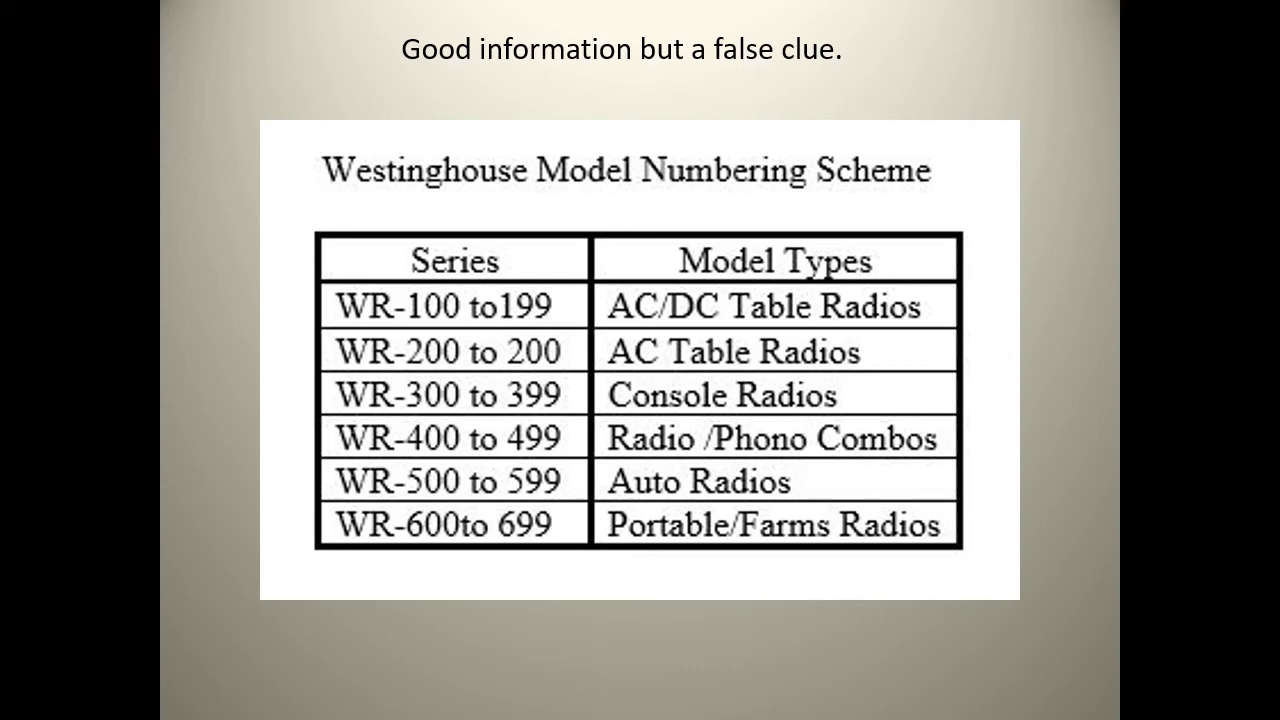 Good information but a false clue.
Westinghouse Model Numbering Scheme
Series Model Types
WR-100 to199 AC/DC Table Radios
WR-200 to 200 AC Table Radios
WR-300 to 399 Console Radios
WR-400 to 499 Radio /Phono Combos
WR-500 to 599 Auto Radios
WR-600to 699 Portable/Farms Radios